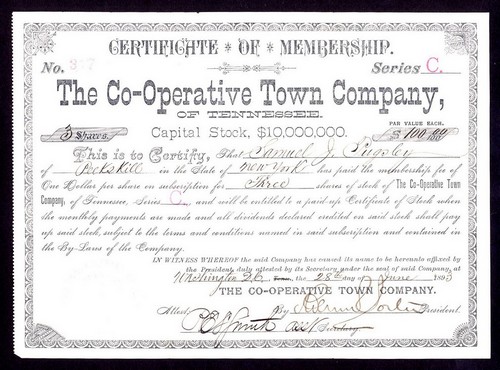 CERTIFICATE * OF * MEMBERSHIP.
No. 337 Series C.
The Co-Operative Town Company,
OF TENNESSEE.
PAR VALUE EACH.
3 Shares. Capital Stock, $10,000,000. $ 100.00
This is to Certify, That Samuel J. Pugsley
of Peekskill in the State of New York has paid the membership fee of
One Dollar per share on subscription for Three shares of stock of The Co-Operative Town
Company, of Tennessee, Series C. and will be entitled to a paid up Certificate of Stock when
the monthly payments are made and all dividends declared credited on said stock shall pay
up said stock, subject to the terms and conditions named in said subscription and contained in
the By-Laws of the Company.
IN WITNESS WHEREOF the said Company has caused its name to be hereunto affixed by
the President duly attested by its Secretary under the seal of said Company, at
Washington the 28th day of June 1893
THE CO-OPERATIVE TOWN COMPANY.
Attest By President
Smith Secretary